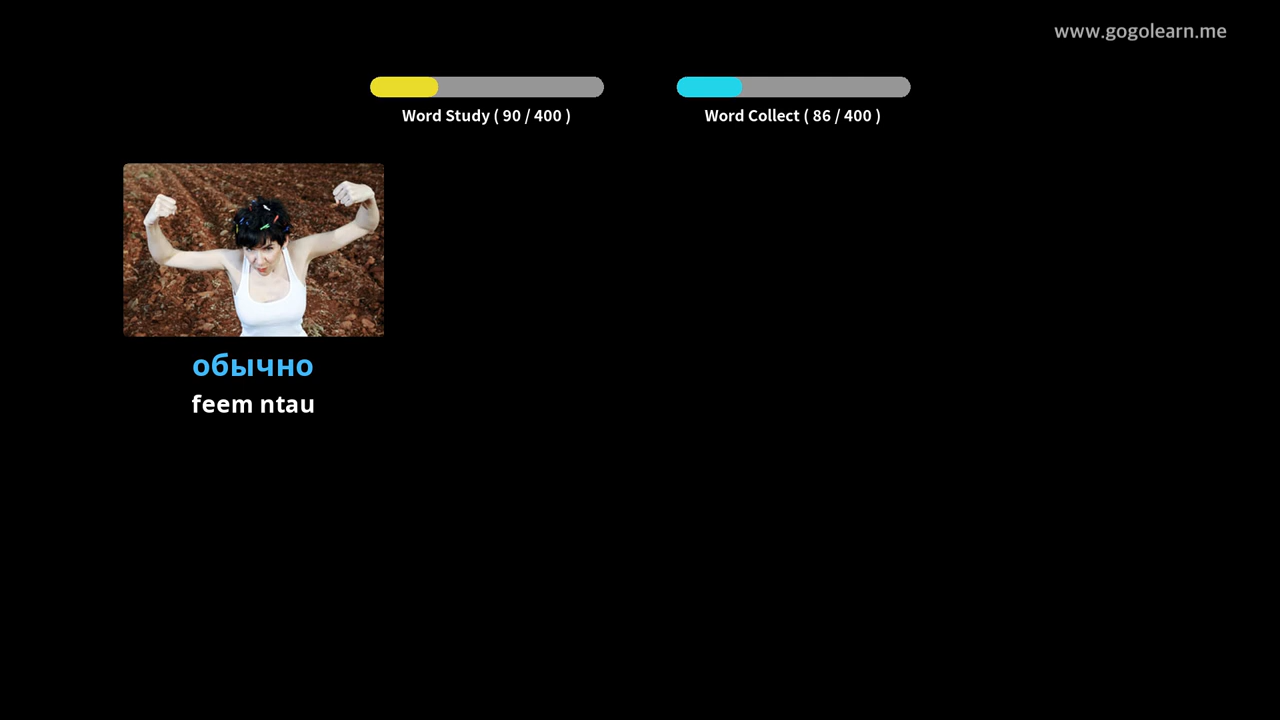 www.gogolearn.me
Word Study ( 90 / 400 )
Word Collect ( 86 / 400 )
обычно
feem ntau